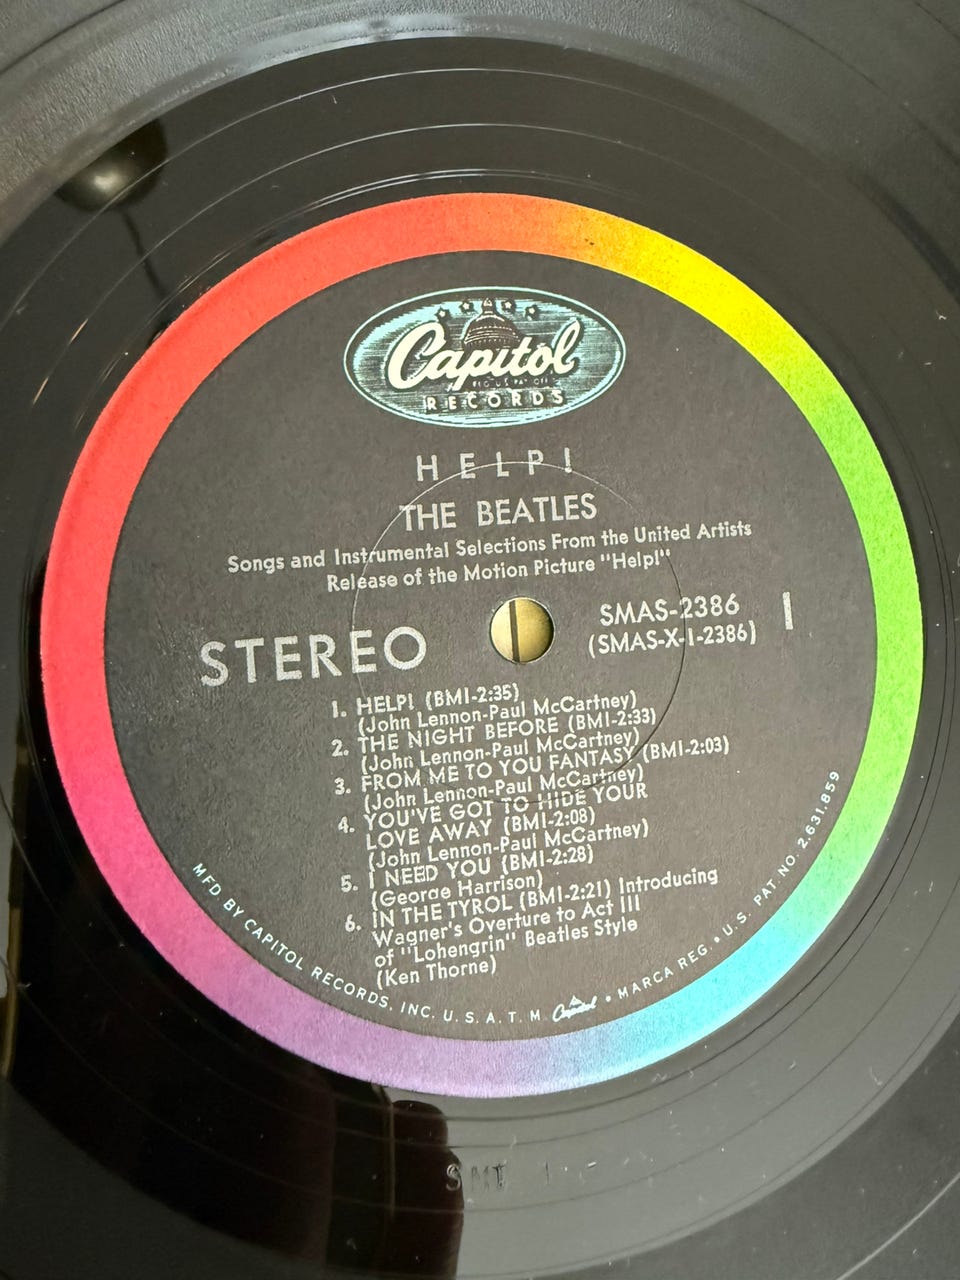 Capitol
REG. U.S. PAT. OFF.
RECORDS
HELP!
THE BEATLES
Songs and Instrumental Selections From the United Artists
Release of the Motion Picture "Help!"
STEREO
SMAS-2386
(SMAS-X-1-2386)
1
1. HELP! (BMI-2:35)
(John Lennon-Paul McCartney)
2. THE NIGHT BEFORE (BMI-2:33)
(John Lennon-Paul McCartney)
3. FROM ME TO YOU FANTASY (BMI-2:03)
(John Lennon-Paul McCartney)
4. YOU'VE GOT TO HIDE YOUR
LOVE AWAY (BMI-2:08)
(John Lennon-Paul McCartney)
5. I NEED YOU (BMI-2:28)
(George Harrison)
6. IN THE TYROL (BMI-2:21) Introducing
Wagner's Overture to Act III
of "Lohengrin" Beatles Style
(Ken Thorne)
MFD BY CAPITOL RECORDS, INC. U.S.A. T.M. Capitol • MARCA REG. • U.S. PAT. NO. 2,631,859